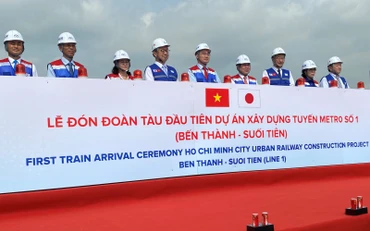 LỄ ĐÓN ĐOÀN TÀU ĐẦU TIÊN DỰ ÁN XÂY DỰNG TUYẾN METRO SỐ 1
(BẾN THÀNH - SUỐI TIÊN)
FIRST TRAIN ARRIVAL CEREMONY HO CHI MINH CITY URBAN RAILWAY CONSTRUCTION PROJECT
BEN THANH - SUOI TIEN (LINE 1)